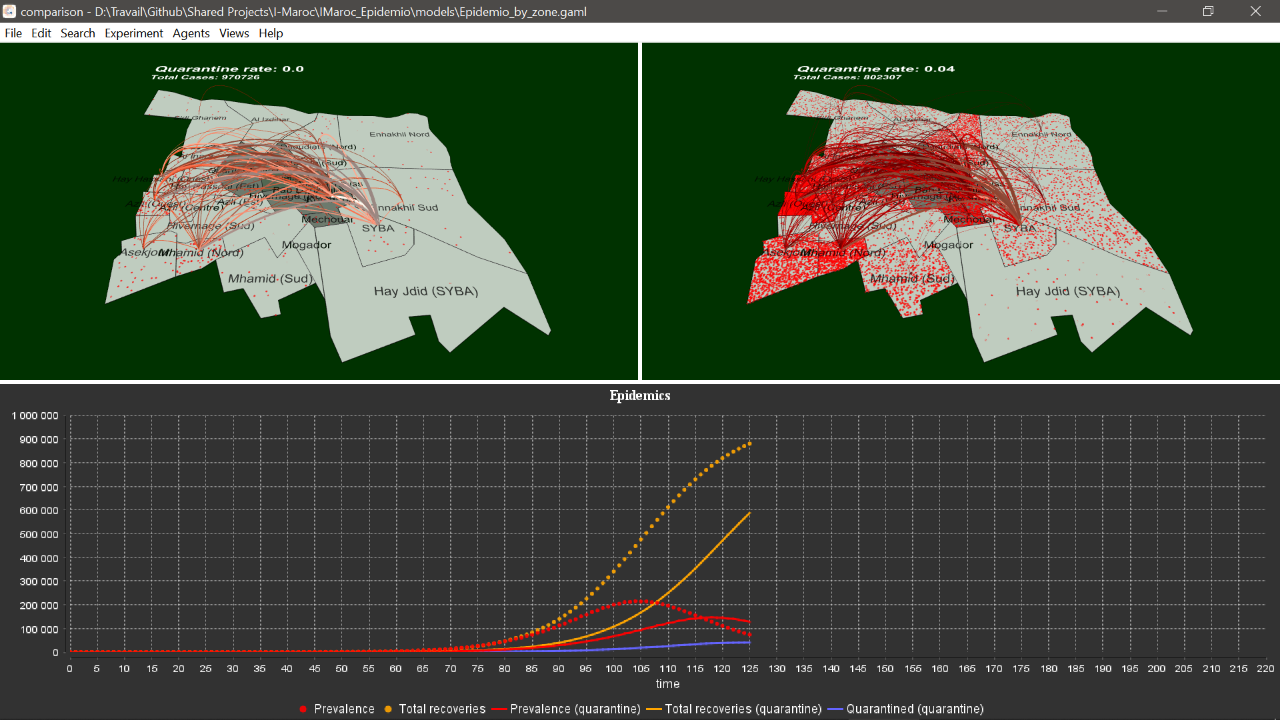 comparison - D:\Travail\Github\Shared Projects\I-Maroc\IMaroc_Epidemio\models\Epidemio_by_zone.gaml
File Edit Search Experiment Agents Views Help
Quarantine rate: 0.0
Total Cases: 970726
Ennakhil Nord
Azli (Est)
Hivernage (Sud)
Mechouar
SYBA
Mogador
Mhamid (Nord)
Mhamid (Sud)
Hay Jdid (SYBA)
Quarantine rate: 0.04
Total Cases: 802307
Ennakhil Nord
Hivernage (Sud)
Mechouar
SYBA
Mogador
Mhamid (Nord)
Mhamid (Sud)
Hay Jdid (SYBA)
Epidemics
1 000 000
900 000
800 000
700 000
600 000
500 000
400 000
300 000
200 000
100 000
0
0 5 10 15 20 25 30 35 40 45 50 55 60 65 70 75 80 85 90 95 100 105 110 115 120 125 130 135 140 145 150 155 160 165 170 175 180 185 190 195 200 205 210 215 220
time
Prevalence Total recoveries Prevalence (quarantine) Total recoveries (quarantine) Quarantined (quarantine)